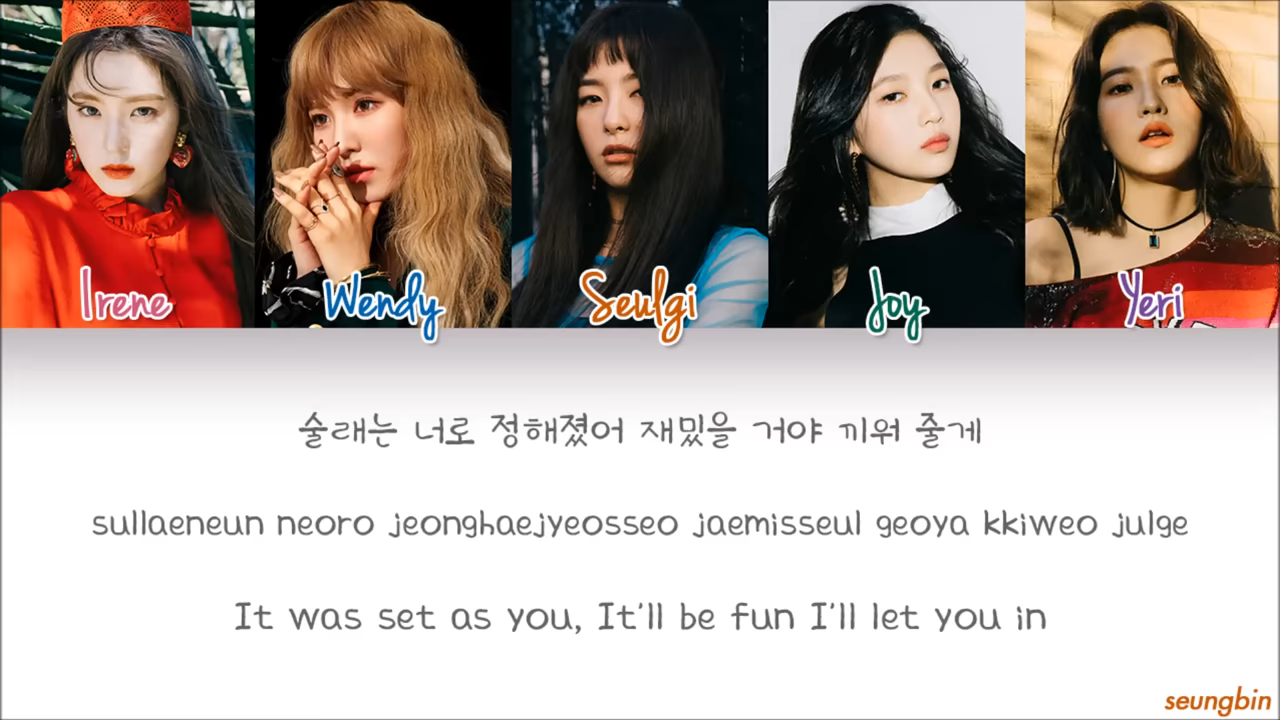 Irene Wendy Seulgi Joy Yeri
술래는 너로 정해졌어 재밌을 거야 끼워 줄게
sullaeneun neoro jeonghaejyeosseo jaemisseul geoya kkiweo julge
It was set as you, It'll be fun I'll let you in
seungbin